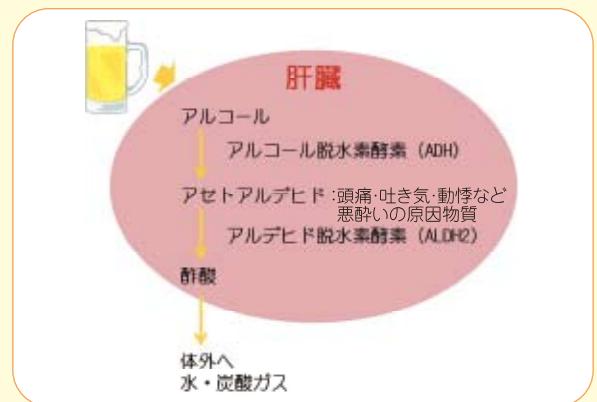 肝臓
アルコール
アルコール脱水素酵素（ADH）
アセトアルデヒド：頭痛・吐き気・動悸など
悪酔いの原因物質
アルデヒド脱水素酵素（ALDH2）
酢酸
体外へ
水・炭酸ガス